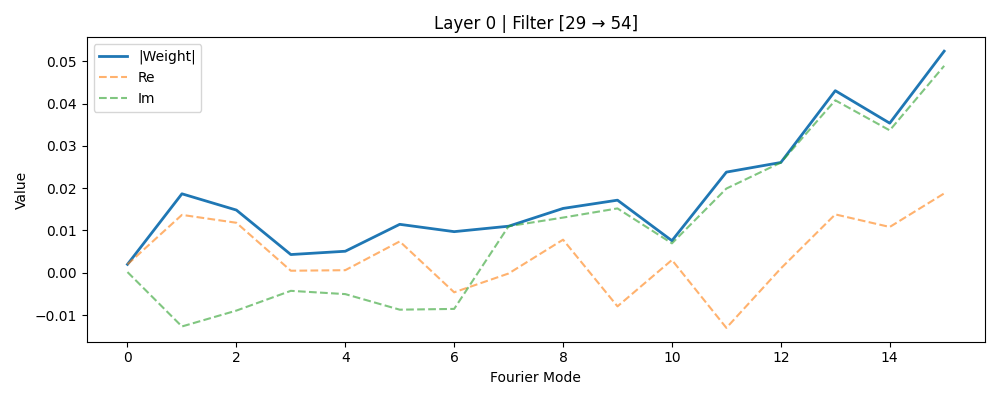 Layer 0 | Filter [29 → 54]
|Weight|
Re
Im
Value
0.05
0.04
0.03
0.02
0.01
0.00
−0.01
0 2 4 6 8 10 12 14
Fourier Mode